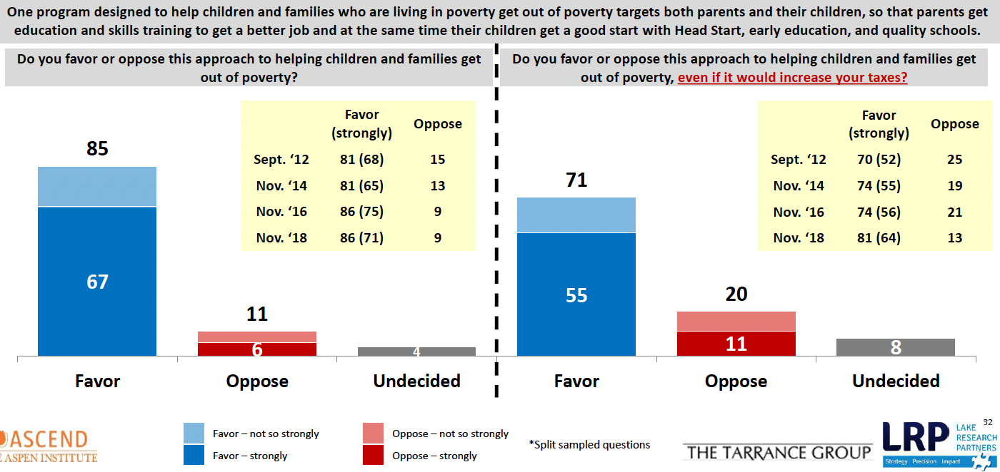 One program designed to help children and families who are living in poverty get out of poverty targets both parents and their children, so that parents get
education and skills training to get a better job and at the same time their children get a good start with Head Start, early education, and quality schools.
Do you favor or oppose this approach to helping children and families get
out of poverty?
Favor
(strongly) Oppose
Sept. ‘12 81 (68) 15
Nov. ‘14 81 (65) 13
Nov. ‘16 86 (75) 9
Nov. ‘18 86 (71) 9
85
67
11
6
4
Favor Oppose Undecided
Do you favor or oppose this approach to helping children and families get
out of poverty, even if it would increase your taxes?
Favor
(strongly) Oppose
Sept. ‘12 70 (52) 25
Nov. ‘14 74 (55) 19
Nov. ‘16 74 (56) 21
Nov. ‘18 81 (64) 13
71
55
20
11
8
Favor Oppose Undecided
ASCEND
ASPEN INSTITUTE
Favor – not so strongly
Favor – strongly
Oppose – not so strongly
Oppose – strongly
*Split sampled questions
THE TARRANCE GROUP
LRP
LAKE
RESEARCH
PARTNERS
Strategy Precision Impact
32